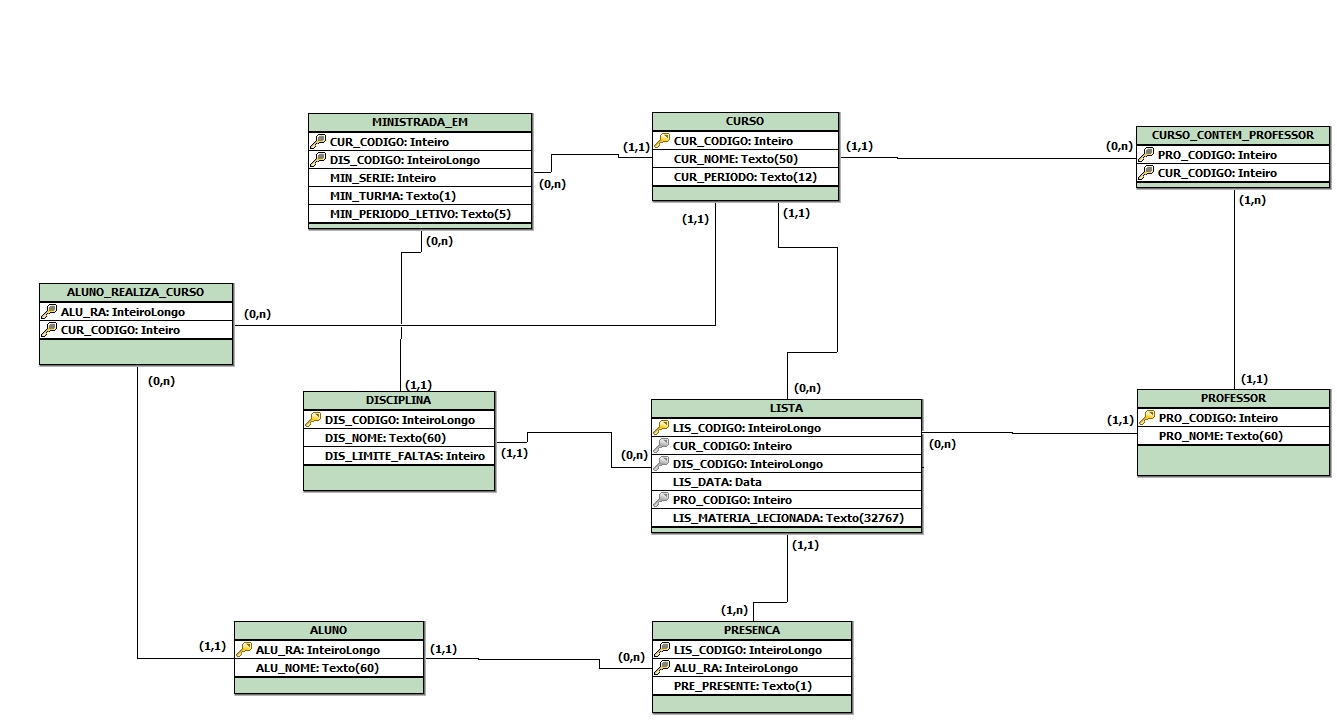 MINISTRADA_EM
CUR_CODIGO: Inteiro
DIS_CODIGO: InteiroLongo
MIN_SERIE: Inteiro
MIN_TURMA: Texto(1)
MIN_PERIODO_LETIVO: Texto(5)
(1,1)
(0,n)
(0,n)
CURSO
CUR_CODIGO: Inteiro
CUR_NOME: Texto(50)
CUR_PERIODO: Texto(12)
(1,1)
(1,1)
(1,1)
(0,n)
CURSO_CONTEM_PROFESSOR
PRO_CODIGO: Inteiro
CUR_CODIGO: Inteiro
(1,n)
ALUNO_REALIZA_CURSO
ALU_RA: InteiroLongo
CUR_CODIGO: Inteiro
(0,n)
(0,n)
(1,1)
DISCIPLINA
DIS_CODIGO: InteiroLongo
DIS_NOME: Texto(60)
DIS_LIMITE_FALTAS: Inteiro
(1,1)
(0,n)
(0,n)
LISTA
LIS_CODIGO: InteiroLongo
CUR_CODIGO: Inteiro
DIS_CODIGO: InteiroLongo
LIS_DATA: Data
PRO_CODIGO: Inteiro
LIS_MATERIA_LECIONADA: Texto(32767)
(0,n)
(1,1)
(1,1)
(1,1)
PROFESSOR
PRO_CODIGO: Inteiro
PRO_NOME: Texto(60)
(1,n)
(1,1)
ALUNO
ALU_RA: InteiroLongo
ALU_NOME: Texto(60)
(1,1)
(0,n)
PRESENCA
LIS_CODIGO: InteiroLongo
ALU_RA: InteiroLongo
PRE_PRESENTE: Texto(1)